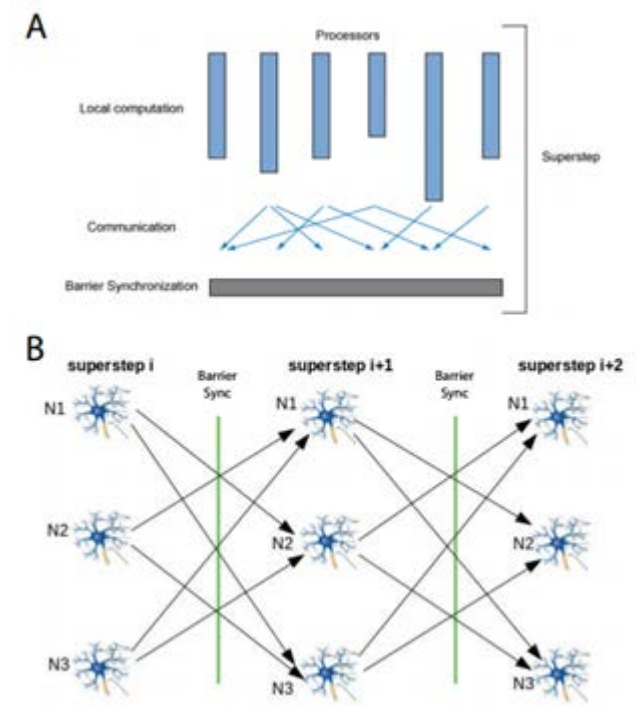 A
Processors
Local computation
Superstep
Communication
Barrier Synchronization
B
superstep i
Barrier
Sync
superstep i+1
Barrier
Sync
superstep i+2
N1
N1
N1
N2
N2
N2
N3
N3
N3